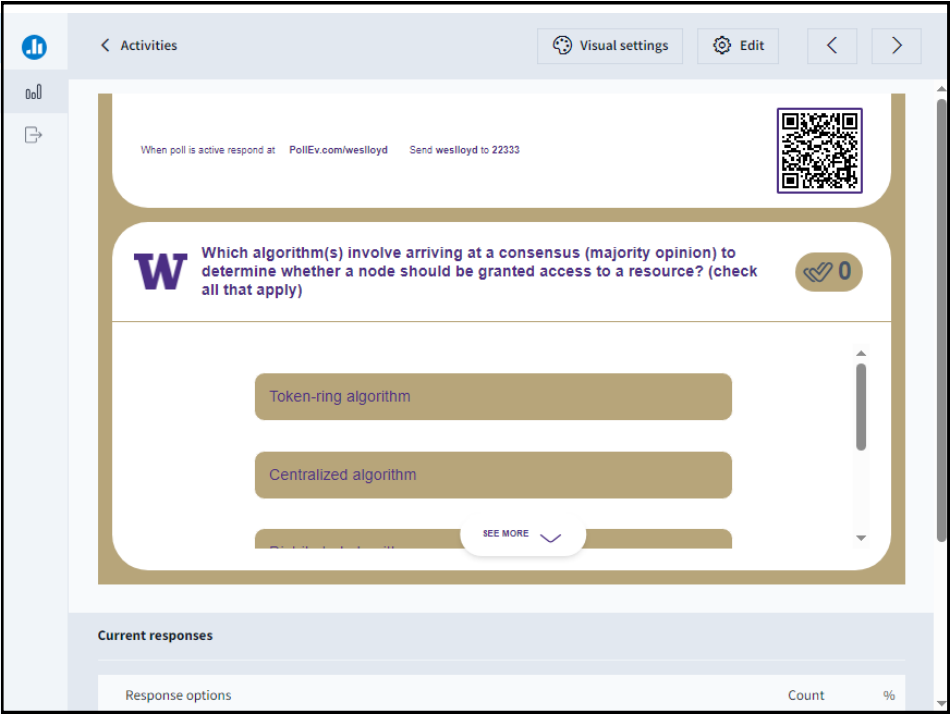 Activities
Visual settings
Edit
When poll is active respond at PollEv.com/weslloyd Send weslloyd to 22333
W
Which algorithm(s) involve arriving at a consensus (majority opinion) to
determine whether a node should be granted access to a resource? (check
all that apply)
0
Token-ring algorithm
Centralized algorithm
SEE MORE
Current responses
Response options Count %